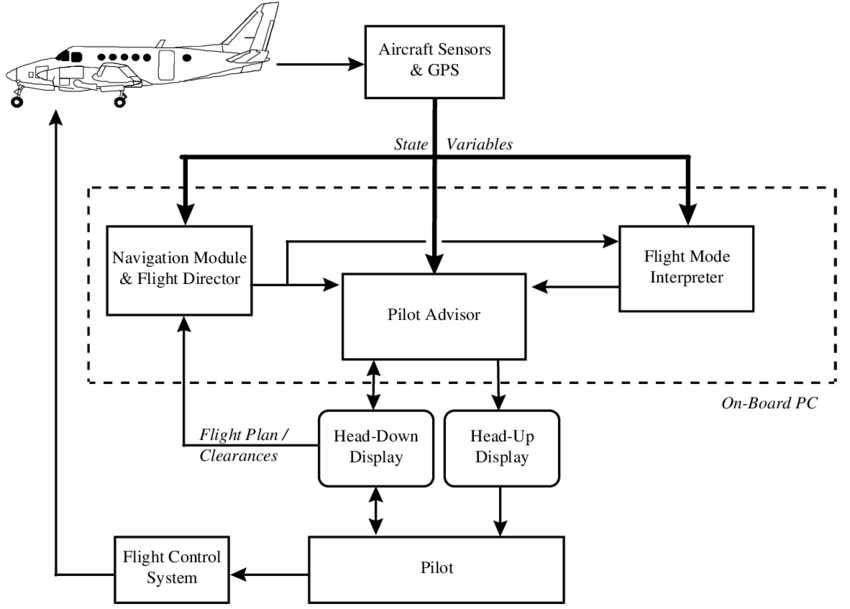 Aircraft Sensors
& GPS
State Variables
Navigation Module
& Flight Director
Flight Mode
Interpreter
Pilot Advisor
On-Board PC
Flight Plan /
Clearances
Head-Down
Display
Head-Up
Display
Flight Control
System
Pilot